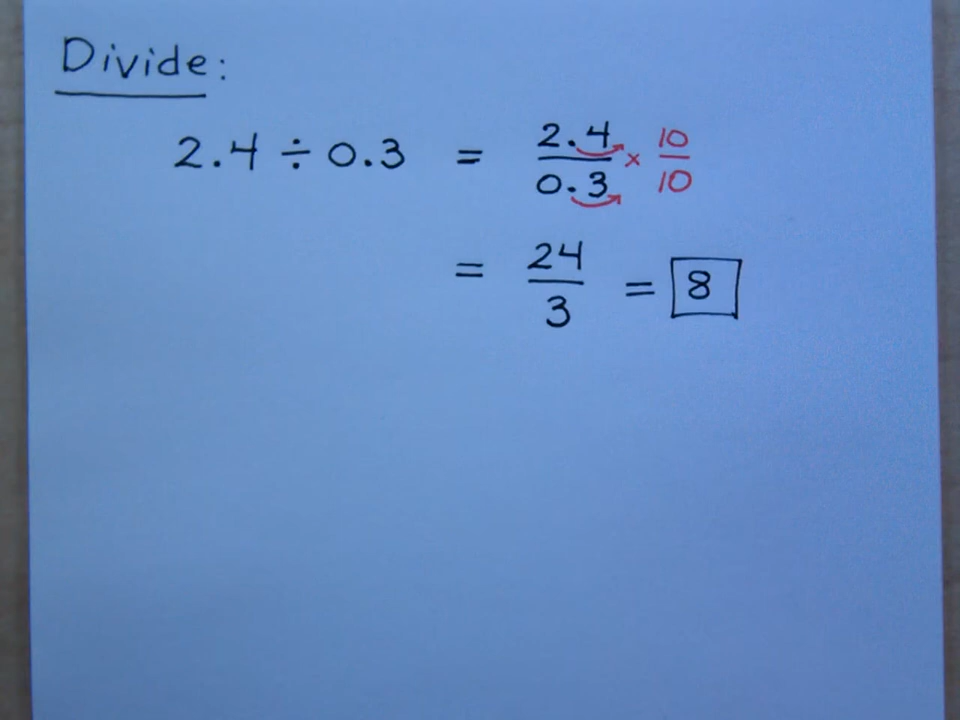 Divide:
2.4 ÷ 0.3 = 2.4/0.3 × 10/10
= 24/3 = 8